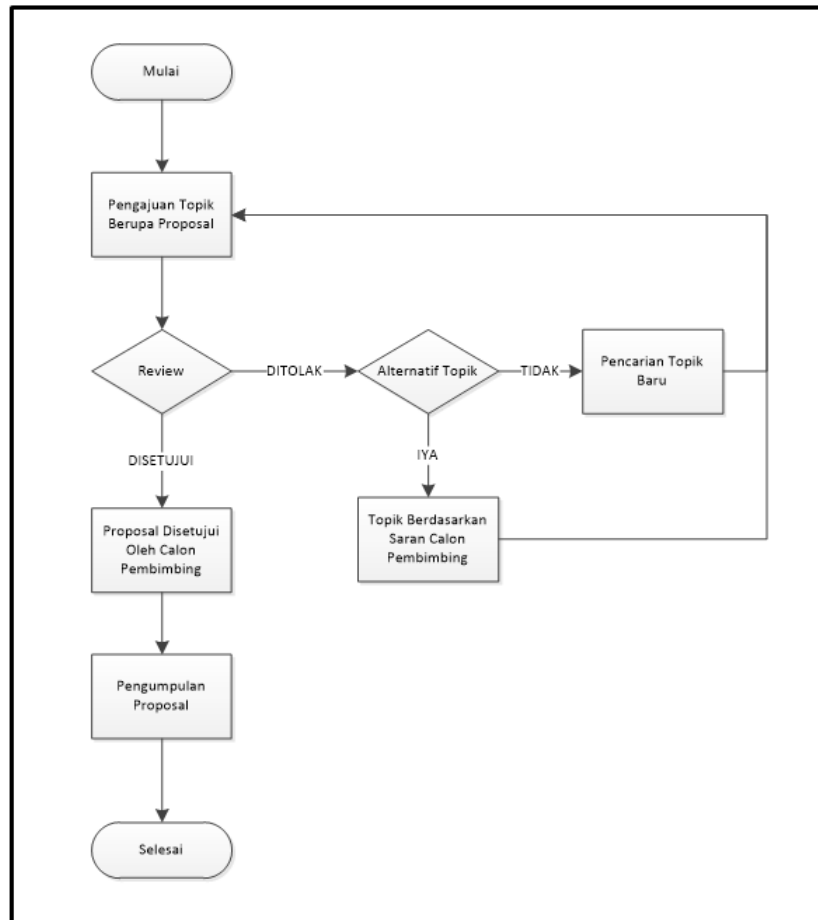 Mulai
Pengajuan Topik
Berupa Proposal
Review
DITOLAK
Alternatif Topik
TIDAK
Pencarian Topik
Baru
DISETUJUI
IYA
Proposal Disetujui
Oleh Calon
Pembimbing
Topik Berdasarkan
Saran Calon
Pembimbing
Pengumpulan
Proposal
Selesai